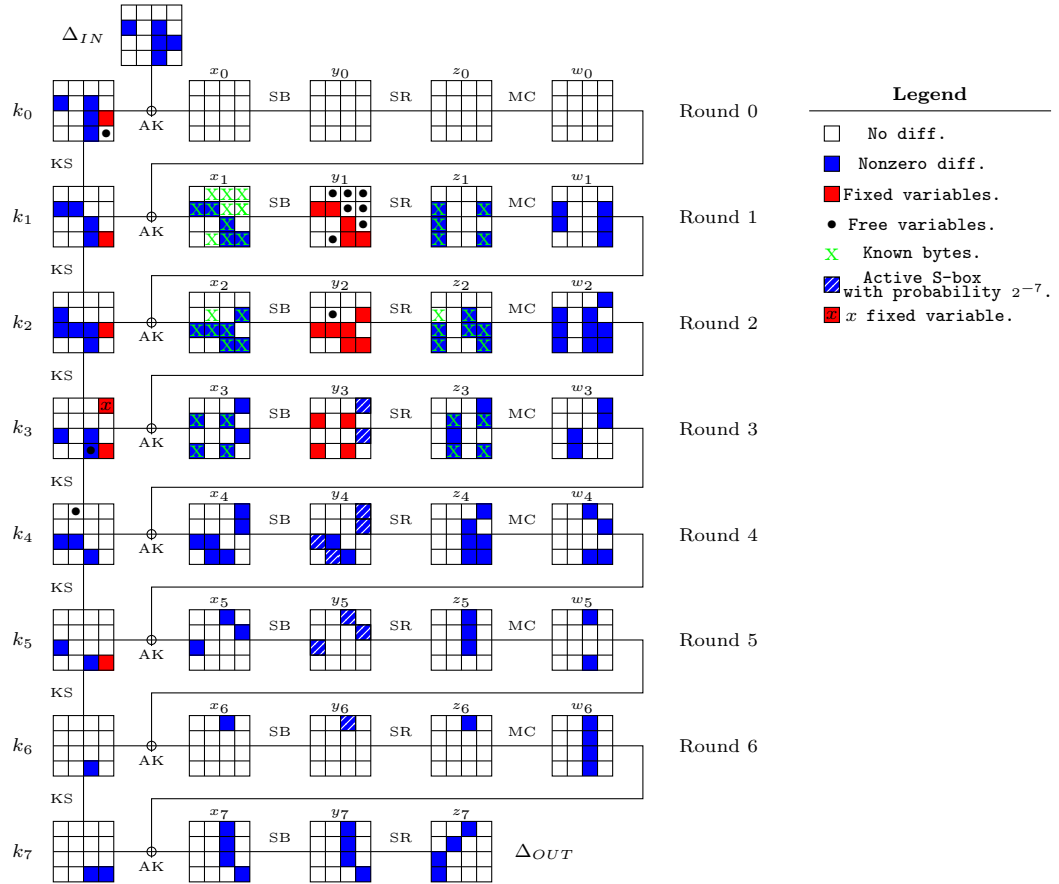 Δ_IN
x0 y0 z0 w0
k0 AK SB SR MC Round 0
KS
x1 y1 z1 w1
X X X
X X X X
X
X X X
X X
X
X X
k1 AK SB SR MC Round 1
KS
x2 y2 z2 w2
X X
X X X
X X
X
X X
X X
k2 AK SB SR MC Round 2
KS
x3 y3 z3 w3
x
X X
X X
X X
X X
k3 AK SB SR MC Round 3
KS
x4 y4 z4 w4
k4 AK SB SR MC Round 4
KS
x5 y5 z5 w5
k5 AK SB SR MC Round 5
KS
x6 y6 z6 w6
k6 AK SB SR MC Round 6
KS
x7 y7 z7
k7 AK SB SR Δ_OUT
Legend
No diff.
Nonzero diff.
Fixed variables.
Free variables.
X Known bytes.
Active S-box
with probability 2^{-7}.
x x fixed variable.